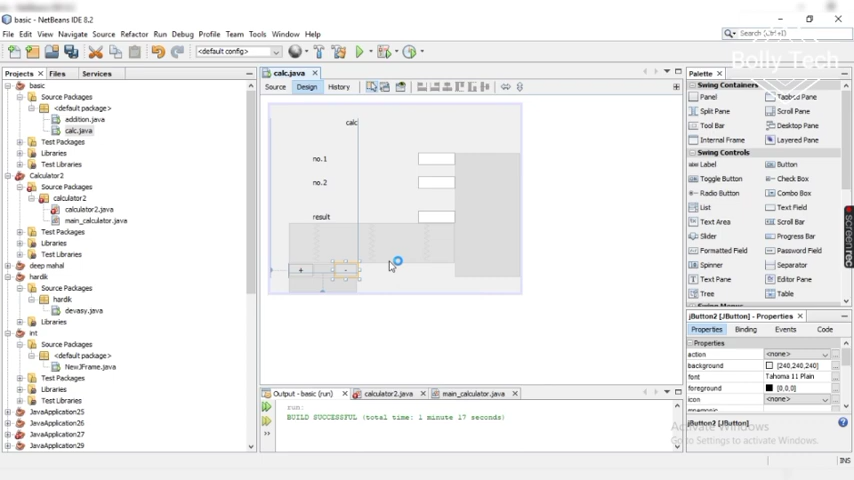 basic - NetBeans IDE 8.2
File Edit View Navigate Source Refactor Run Debug Profile Team Tools Window Help
Search (Ctrl+I)
<default config>
Bolly Tech
Projects Files Services
basic
Source Packages
<default package>
addition.java
calc.java
Test Packages
Libraries
Test Libraries
Calculator2
Source Packages
calculator2
calculator2.java
main_calculator.java
Test Packages
Libraries
Test Libraries
deep mahal
hardik
Source Packages
hardik
devasy.java
Libraries
int
Source Packages
<default package>
NewJFrame.java
Test Packages
Libraries
Test Libraries
JavaApplication25
JavaApplication26
JavaApplication27
JavaApplication29
calc.java
Source Design History
calc
no.1
no.2
result
+ -
Output - basic (run) calculator2.java main_calculator.java
run:
BUILD SUCCESSFUL (total time: 1 minute 17 seconds)
Palette
Swing Containers
Panel Tabbed Pane
Split Pane Scroll Pane
Tool Bar Desktop Pane
Internal Frame Layered Pane
Swing Controls
Label Button
Toggle Button Check Box
Radio Button Combo Box
List Text Field
Text Area Scroll Bar
Slider Progress Bar
Formatted Field Password Field
Spinner Separator
Text Pane Editor Pane
Tree Table
Swing Menus
jButton2 [JButton] - Properties
Properties Binding Events Code
Properties
action <none>
background [240,240,240]
font Tahoma 11 Plain
foreground [0,0,0]
icon <none>
mnemonic
jButton2 [JButton]
Activate Windows
Go to Settings to activate Windows.
screenrec
INS